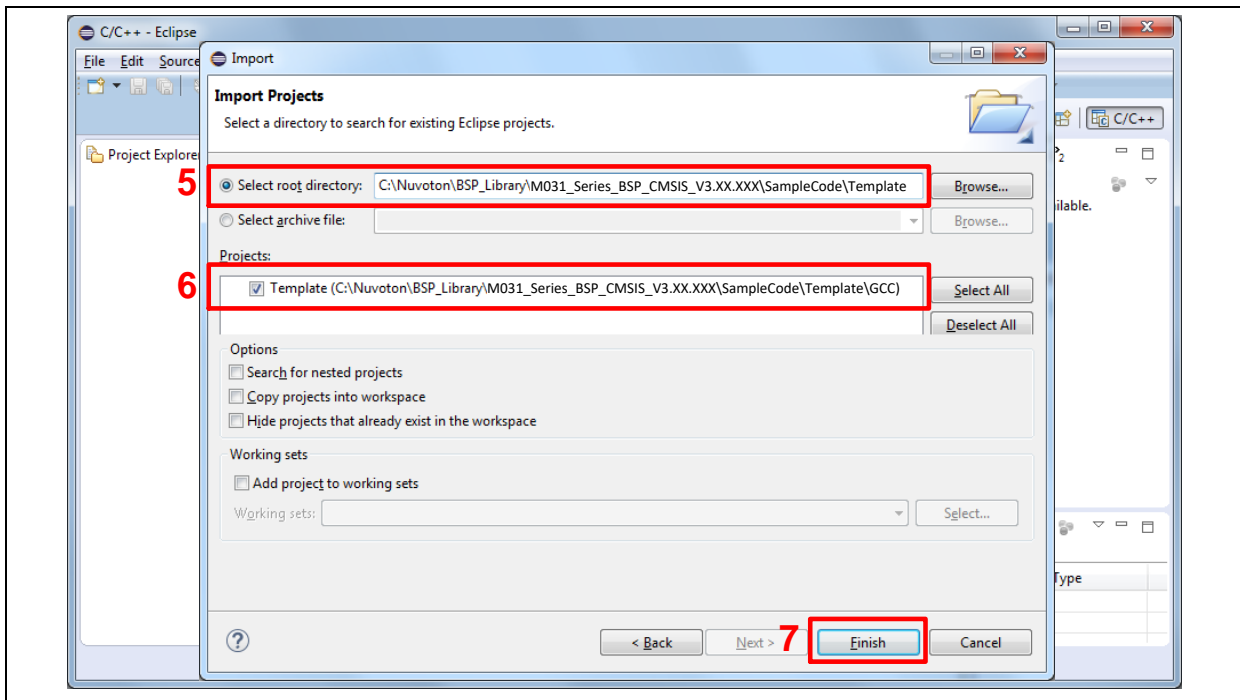 C/C++ - Eclipse
File Edit Source
Import
Import Projects
Select a directory to search for existing Eclipse projects.
C/C++
Project Explorer
5 Select root directory: C:\Nuvoton\BSP_Library\M031_Series_BSP_CMSIS_V3.XX.XXX\SampleCode\Template Browse...
ilable.
Select archive file: Browse...
Projects:
6 Template (C:\Nuvoton\BSP_Library\M031_Series_BSP_CMSIS_V3.XX.XXX\SampleCode\Template\GCC) Select All
Deselect All
Options
Search for nested projects
Copy projects into workspace
Hide projects that already exist in the workspace
Working sets
Add project to working sets
Working sets: Select...
Type
? < Back Next > 7 Finish Cancel